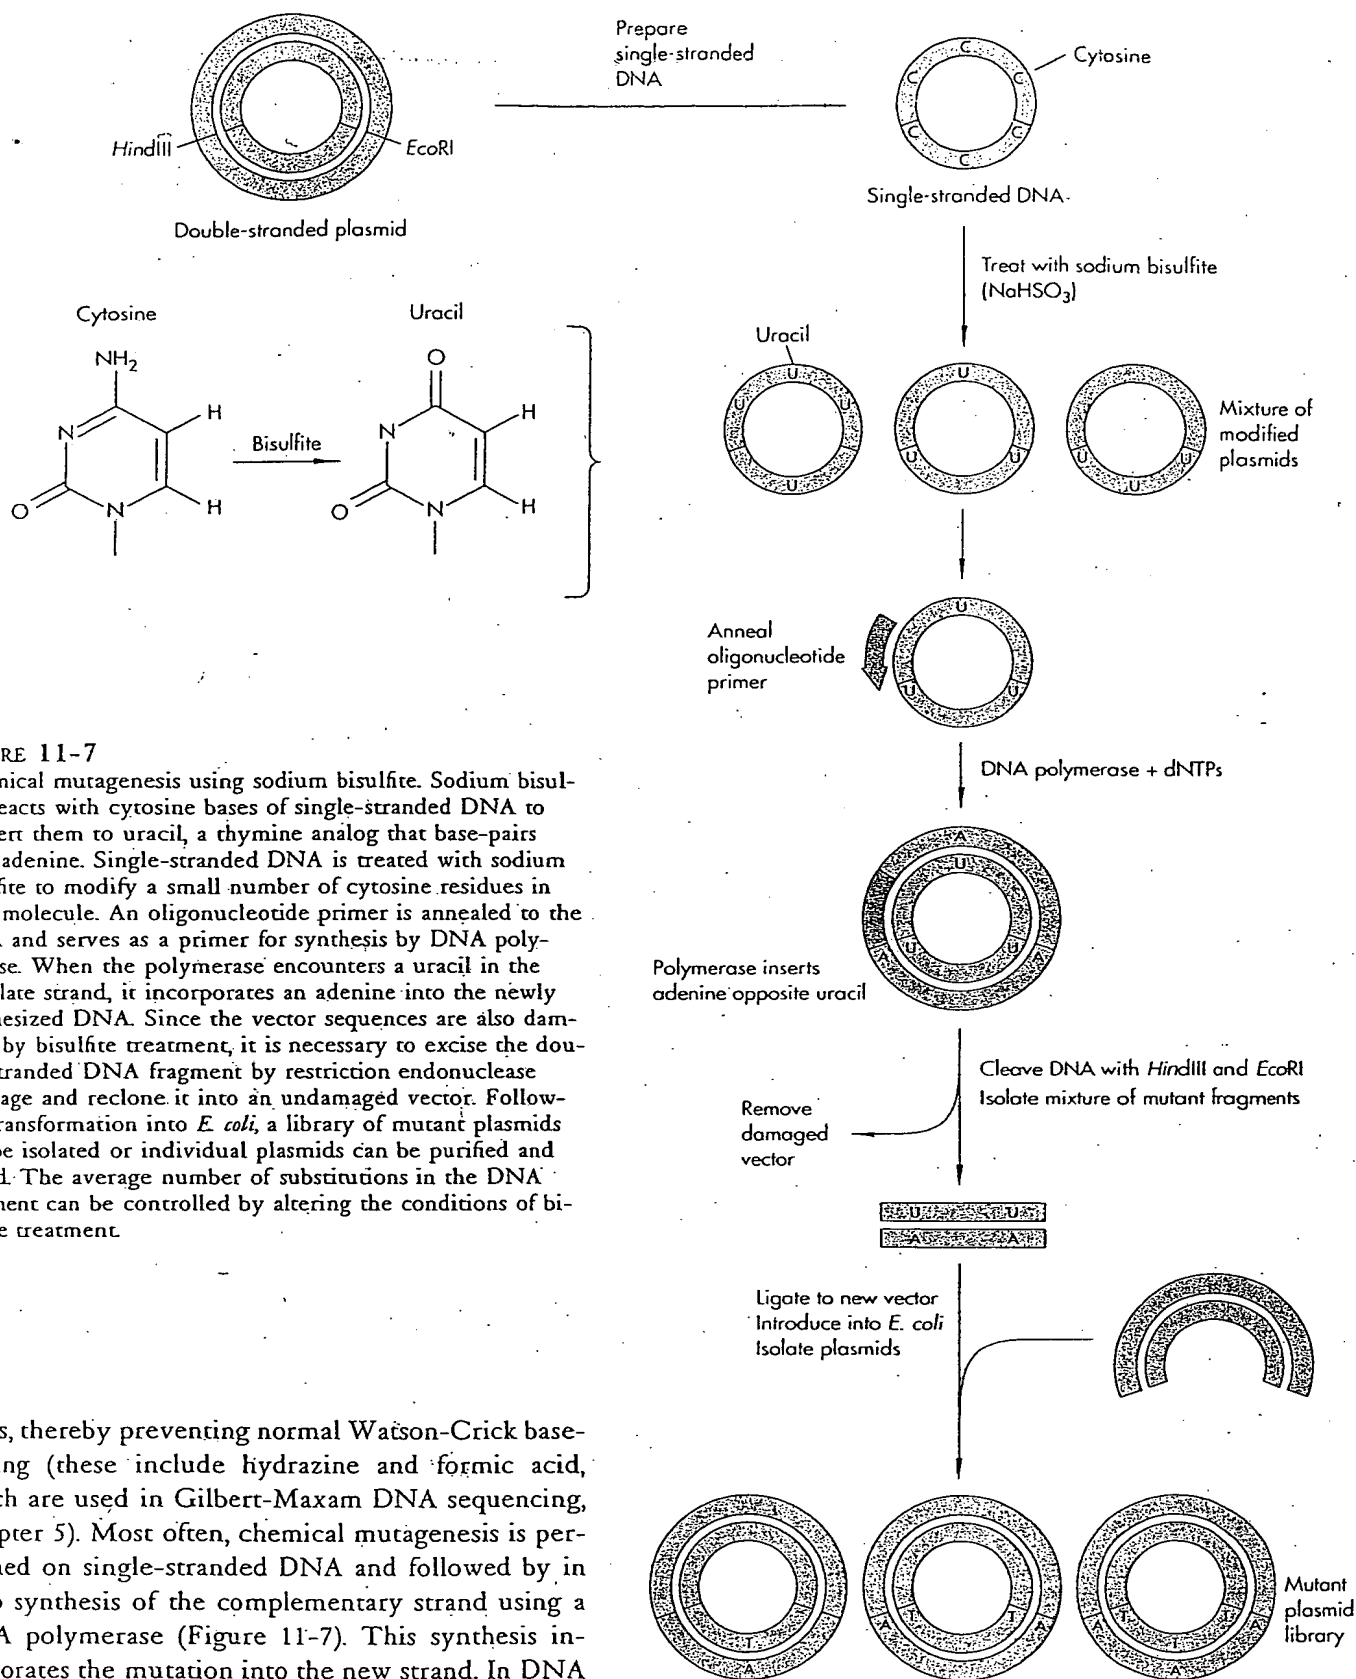 Prepare
single-stranded
DNA
Cytosine
C
C
C
C
C
C
HindIII
EcoRI
Double-stranded plasmid
Single-stranded DNA
Treat with sodium bisulfite
(NaHSO3)
Cytosine
Uracil
NH2
N
H
H
O
N
Bisulfite
O
N
H
H
O
N
Uracil
U
U
U
U
U
U
U
U
U
U
Mixture of
modified
plasmids
Anneal
oligonucleotide
primer
U
U
U
DNA polymerase + dNTPs
A
U
U
U
A
A
Polymerase inserts
adenine opposite uracil
Cleave DNA with HindIII and EcoRI
Isolate mixture of mutant fragments
Remove
damaged
vector
U U
A A
Ligate to new vector
Introduce into E. coli
Isolate plasmids
T
A
T
T
A
A
T
T
T
A
A
A
Mutant
plasmid
library
RE 11-7
nical mutagenesis using sodium bisulfite. Sodium bisul-
eacts with cytosine bases of single-stranded DNA to
ert them to uracil, a thymine analog that base-pairs
adenine. Single-stranded DNA is treated with sodium
fite to modify a small number of cytosine residues in
molecule. An oligonucleotide primer is annealed to the
and serves as a primer for synthesis by DNA poly-
se. When the polymerase encounters a uracil in the
late strand, it incorporates an adenine into the newly
nesized DNA. Since the vector sequences are also dam-
by bisulfite treatment, it is necessary to excise the dou-
tranded DNA fragment by restriction endonuclease
age and reclone it into an undamaged vector. Follow-
ransformation into E. coli, a library of mutant plasmids
be isolated or individual plasmids can be purified and
d. The average number of substitutions in the DNA
nent can be controlled by altering the conditions of bi-
e treatment.
s, thereby preventing normal Watson-Crick base-
ng (these include hydrazine and formic acid,
ch are used in Gilbert-Maxam DNA sequencing,
pter 5). Most often, chemical mutagenesis is per-
ned on single-stranded DNA and followed by in
o synthesis of the complementary strand using a
A polymerase (Figure 11-7). This synthesis in-
orates the mutation into the new strand. In DNA